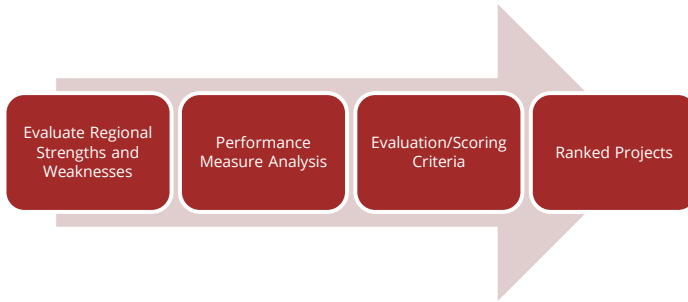 Evaluate Regional
Strengths and
Weaknesses
Performance
Measure Analysis
Evaluation/Scoring
Criteria
Ranked Projects